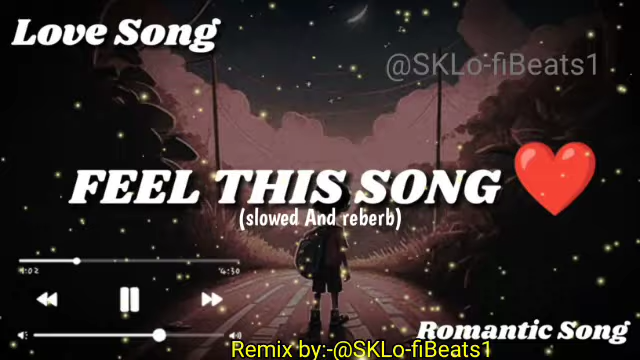 Love Song
@SKLo-fiBeats1
FEEL THIS SONG ❤️
(slowed And reberb)
1:02
4:30
Romantic Song
Remix by:-@SKLo-fiBeats1